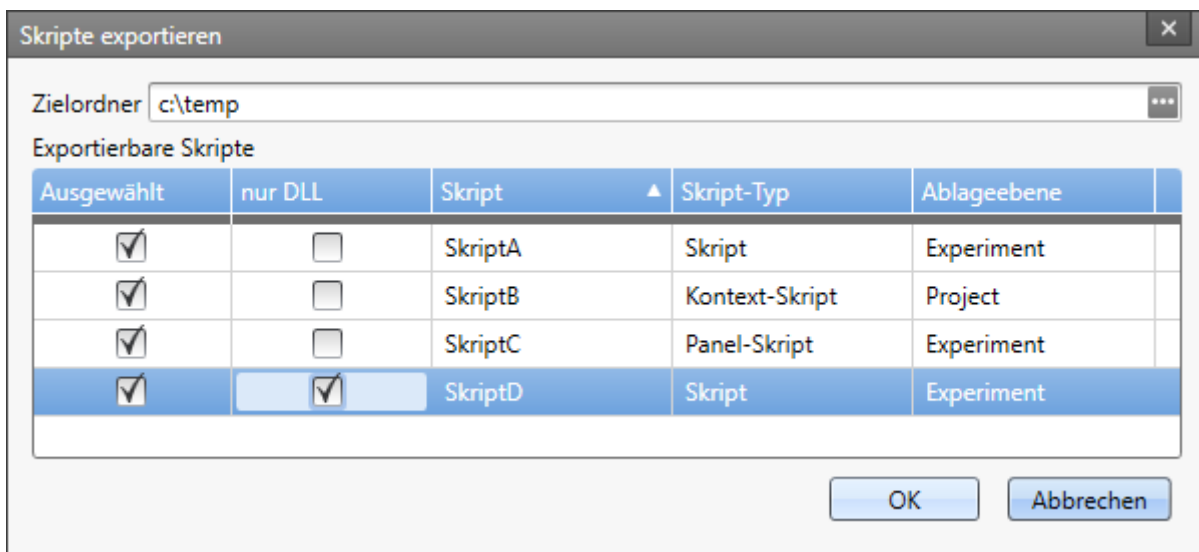 Skripte exportieren
Zielordner c:\temp
Exportierbare Skripte
Ausgewählt nur DLL Skript Skript-Typ Ablageebene
SkriptA Skript Experiment
SkriptB Kontext-Skript Project
SkriptC Panel-Skript Experiment
SkriptD Skript Experiment
OK Abbrechen